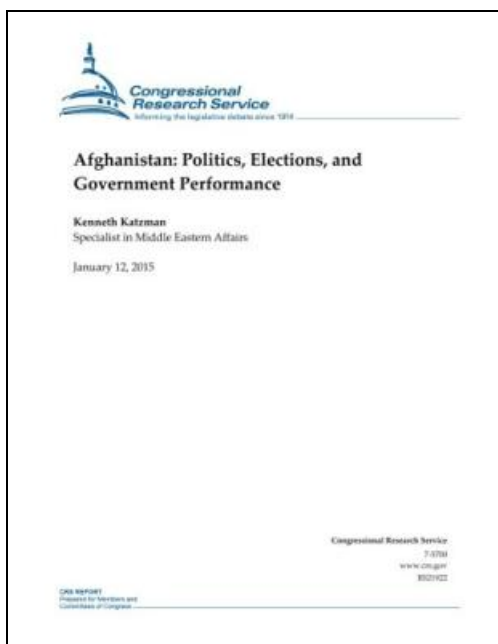 Congressional
Research Service
Informing the legislative debate since 1914
Afghanistan: Politics, Elections, and
Government Performance
Kenneth Katzman
Specialist in Middle Eastern Affairs
January 12, 2015
Congressional Research Service
7-5700
www.crs.gov
RS21922
CRS REPORT
Prepared for Members and
Committees of Congress